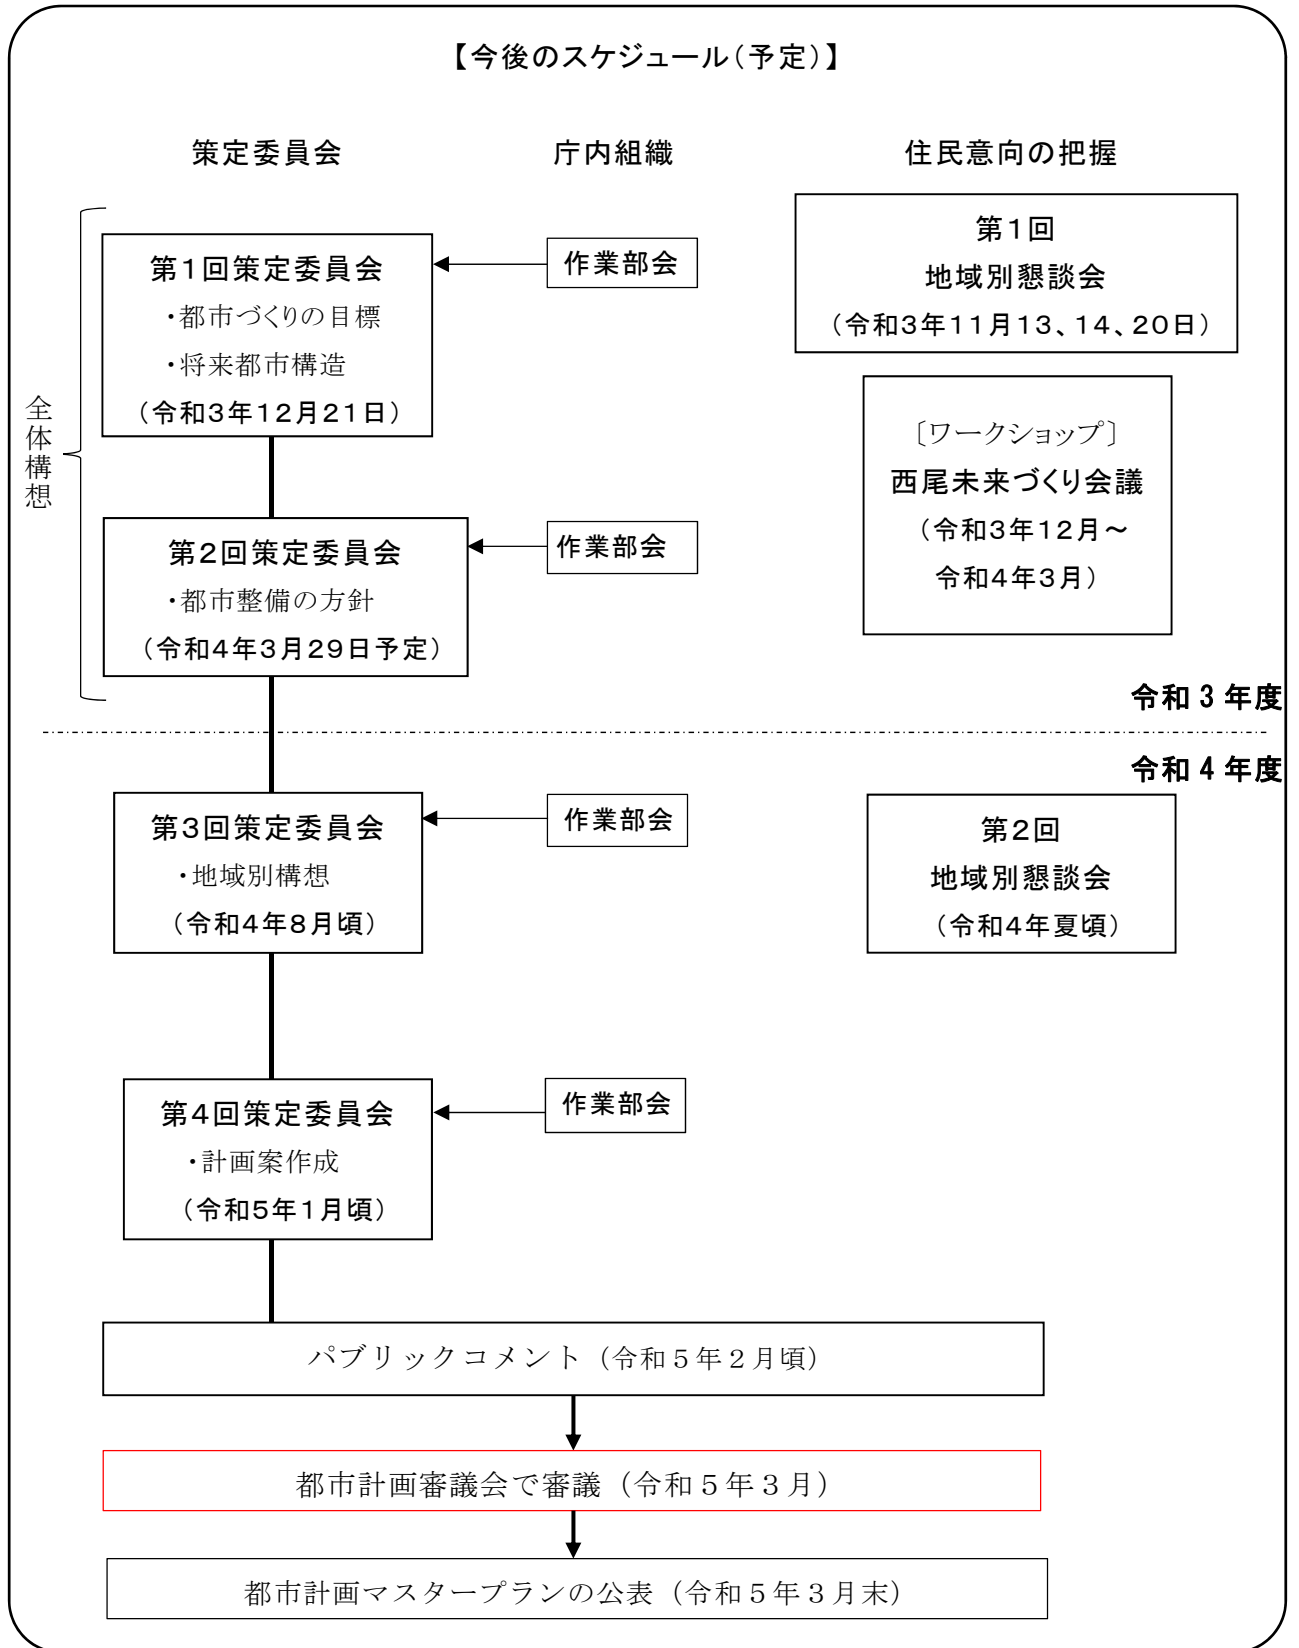 【今後のスケジュール（予定）】
策定委員会
庁内組織
住民意向の把握
全体構想
第１回策定委員会
・都市づくりの目標
・将来都市構造
（令和３年１２月２１日）
作業部会
第１回
地域別懇談会
（令和３年１１月１３、１４、２０日）
〔ワークショップ〕
西尾未来づくり会議
（令和３年１２月～
令和４年３月）
第２回策定委員会
・都市整備の方針
（令和４年３月２９日予定）
作業部会
令和３年度
令和４年度
第３回策定委員会
・地域別構想
（令和４年８月頃）
作業部会
第２回
地域別懇談会
（令和４年夏頃）
第４回策定委員会
・計画案作成
（令和５年１月頃）
作業部会
パブリックコメント（令和５年２月頃）
都市計画審議会で審議（令和５年３月）
都市計画マスタープランの公表（令和５年３月末）